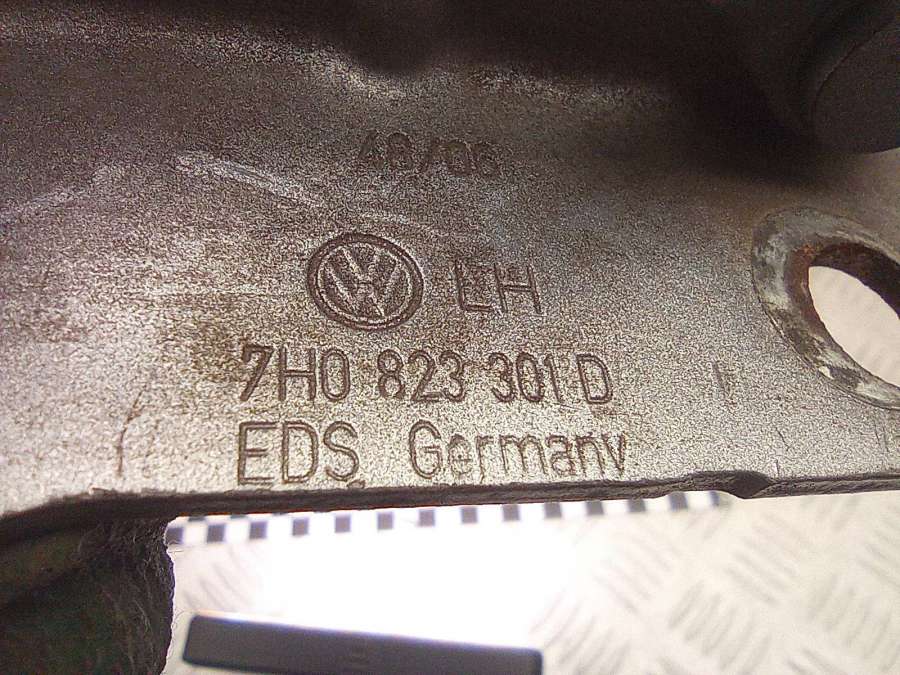 48/06
LH
7H0 823 301 D
EDS Germany